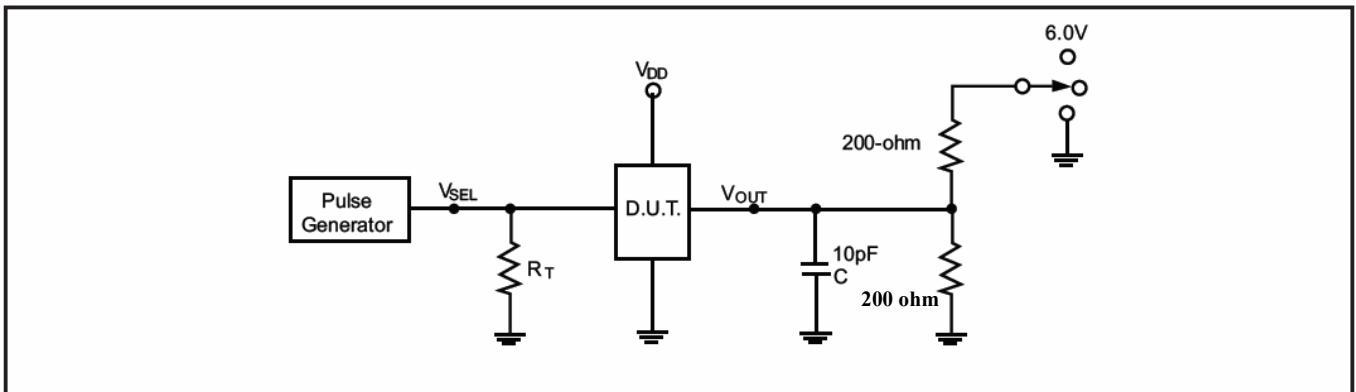 6.0V
VDD
200-ohm
Pulse
Generator
VSEL
D.U.T.
VOUT
RT
10pF
C
200 ohm